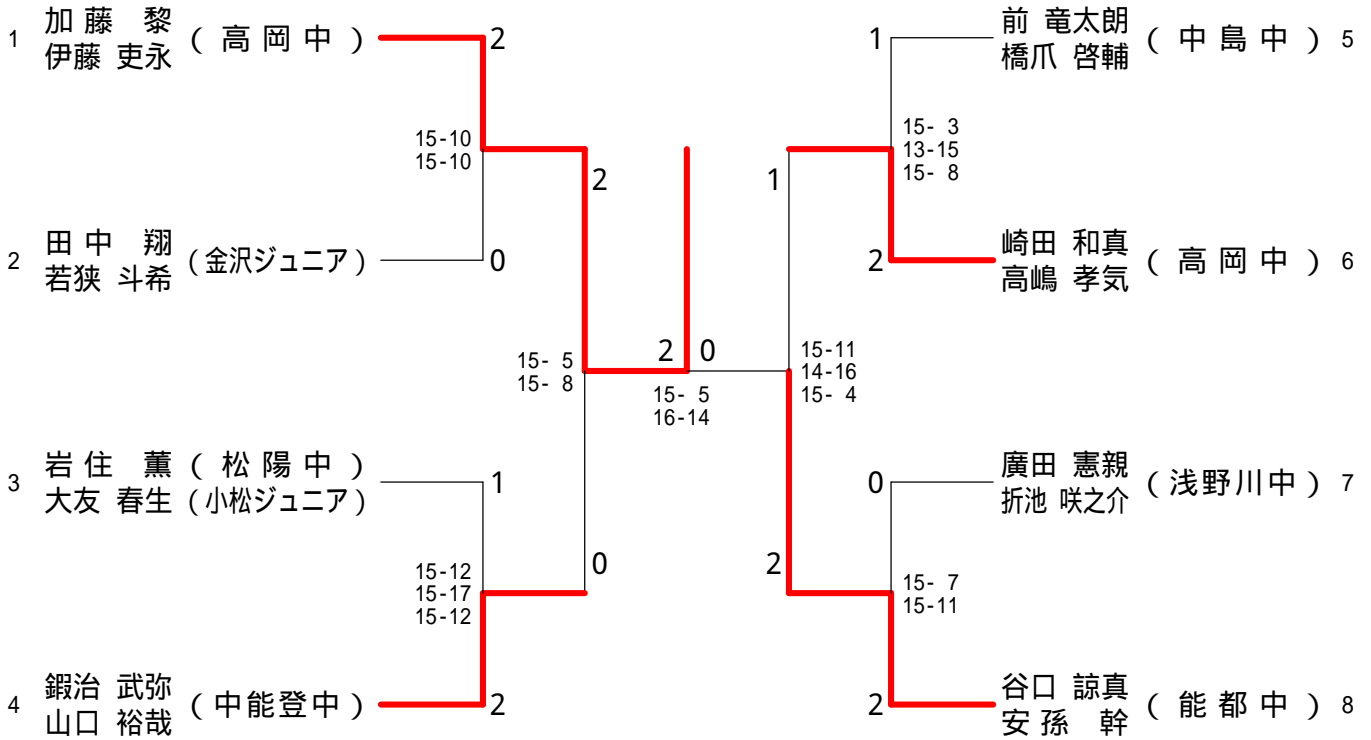 1 加藤 黎 (高岡中) 2
伊藤 吏永
15-10
15-10
2 田中 翔 (金沢ジュニア) 0
若狭 斗希
2
15- 5
15- 8
3 岩住 薫 (松陽中) 1
大友 春生 (小松ジュニア)
15-12
15-17
15-12
0
4 鍜治 武弥 (中能登中) 2
山口 裕哉
2 0
15- 5
16-14
1 前 竜太朗 (中島中) 5
橋爪 啓輔
15- 3
13-15
15- 8
1
2 崎田 和真 (高岡中) 6
高嶋 孝気
15-11
14-16
15- 4
0 廣田 憲親 (浅野川中) 7
折池 咲之介
2
15- 7
15-11
2 谷口 諒真 (能都中) 8
安孫 幹